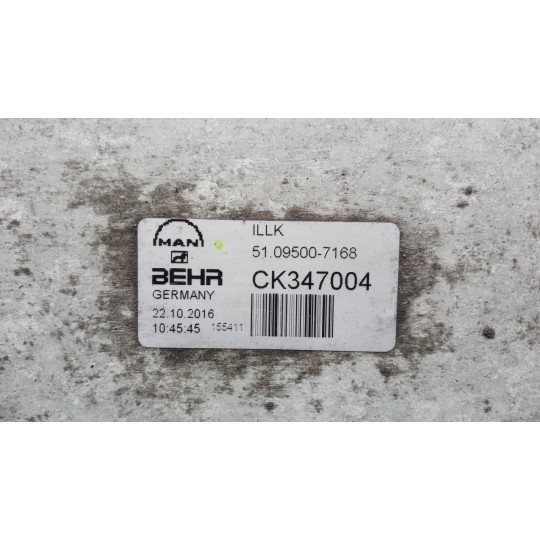 MAN
ILLK
51.09500-7168
BEHR
CK347004
GERMANY
22.10.2016
10:45:45 155411